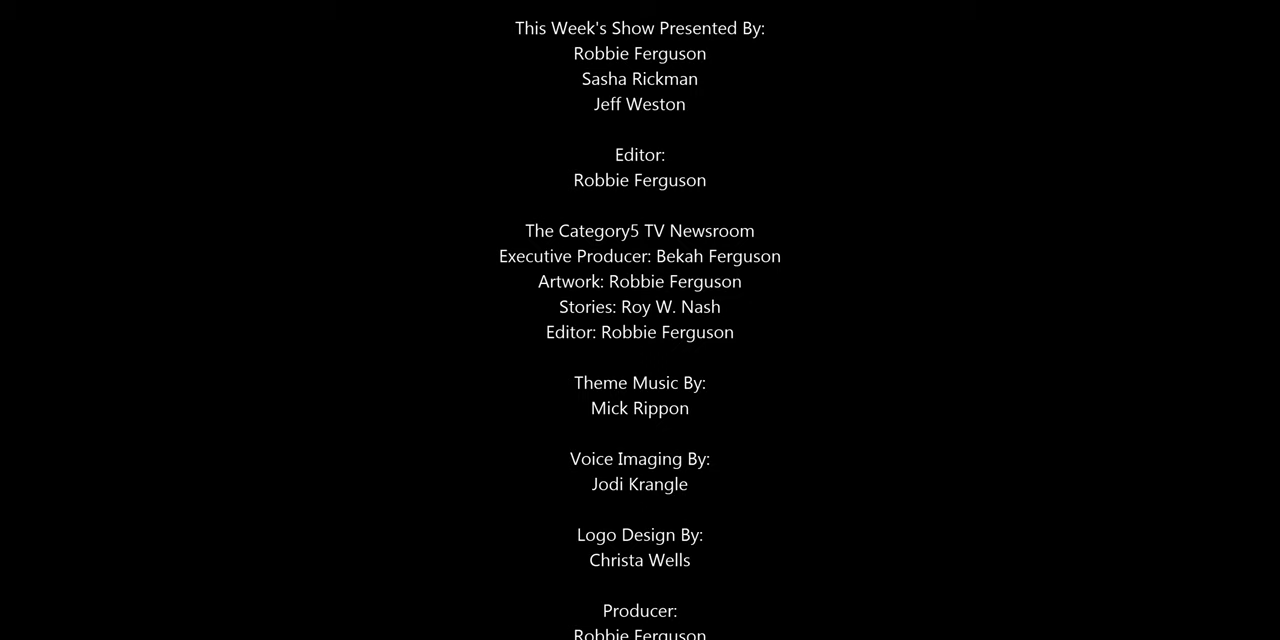 This Week's Show Presented By:
Robbie Ferguson
Sasha Rickman
Jeff Weston
Editor:
Robbie Ferguson
The Category5 TV Newsroom
Executive Producer: Bekah Ferguson
Artwork: Robbie Ferguson
Stories: Roy W. Nash
Editor: Robbie Ferguson
Theme Music By:
Mick Rippon
Voice Imaging By:
Jodi Krangle
Logo Design By:
Christa Wells
Producer:
Robbie Ferguson